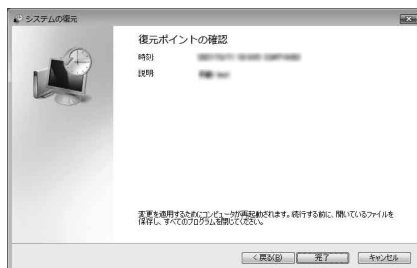 システムの復元
復元ポイントの確認
時刻:
説明:
変更を適用するためにコンピュータが再起動されます。続行する前に、開いているファイルを
保存し、すべてのプログラムを閉じてください。
< 戻る(B)
完了
キャンセル